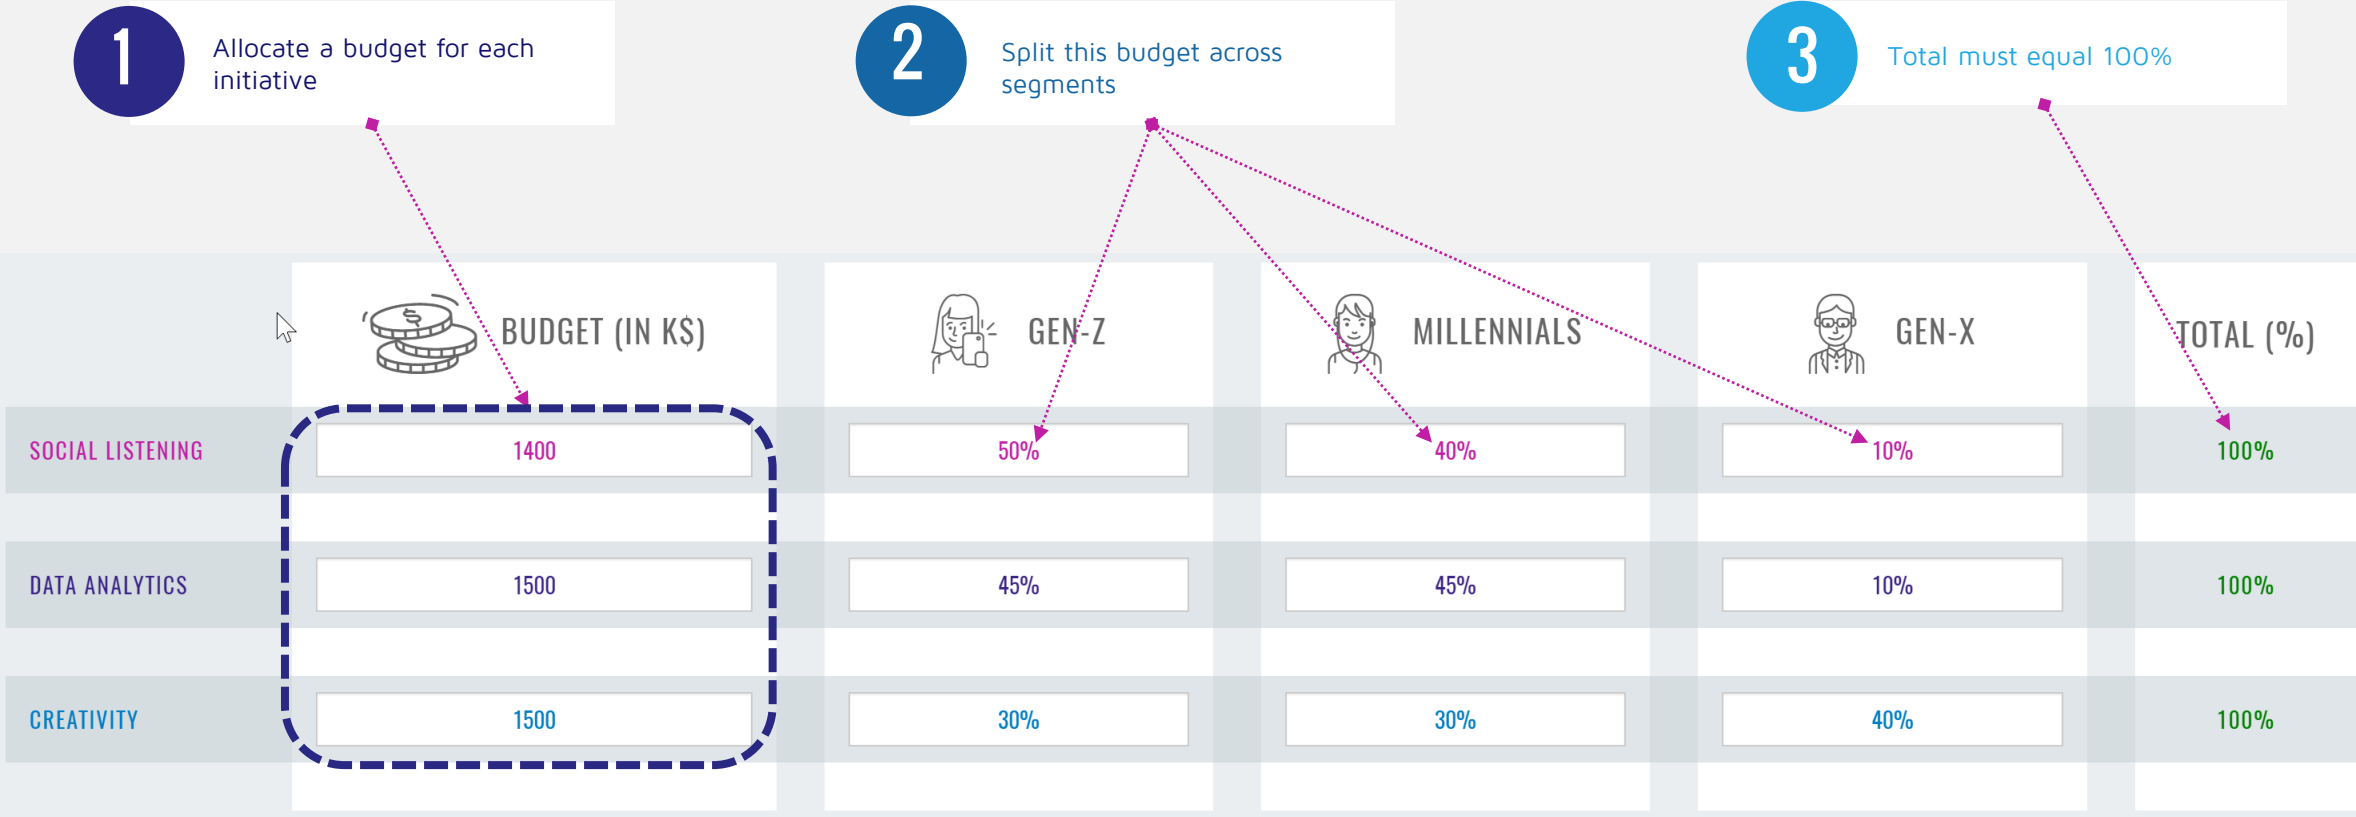 1
Allocate a budget for each
initiative
2
Split this budget across
segments
3
Total must equal 100%
BUDGET (IN K$)
GEN-Z
MILLENNIALS
GEN-X
TOTAL (%)
SOCIAL LISTENING
1400
50%
40%
10%
100%
DATA ANALYTICS
1500
45%
45%
10%
100%
CREATIVITY
1500
30%
30%
40%
100%